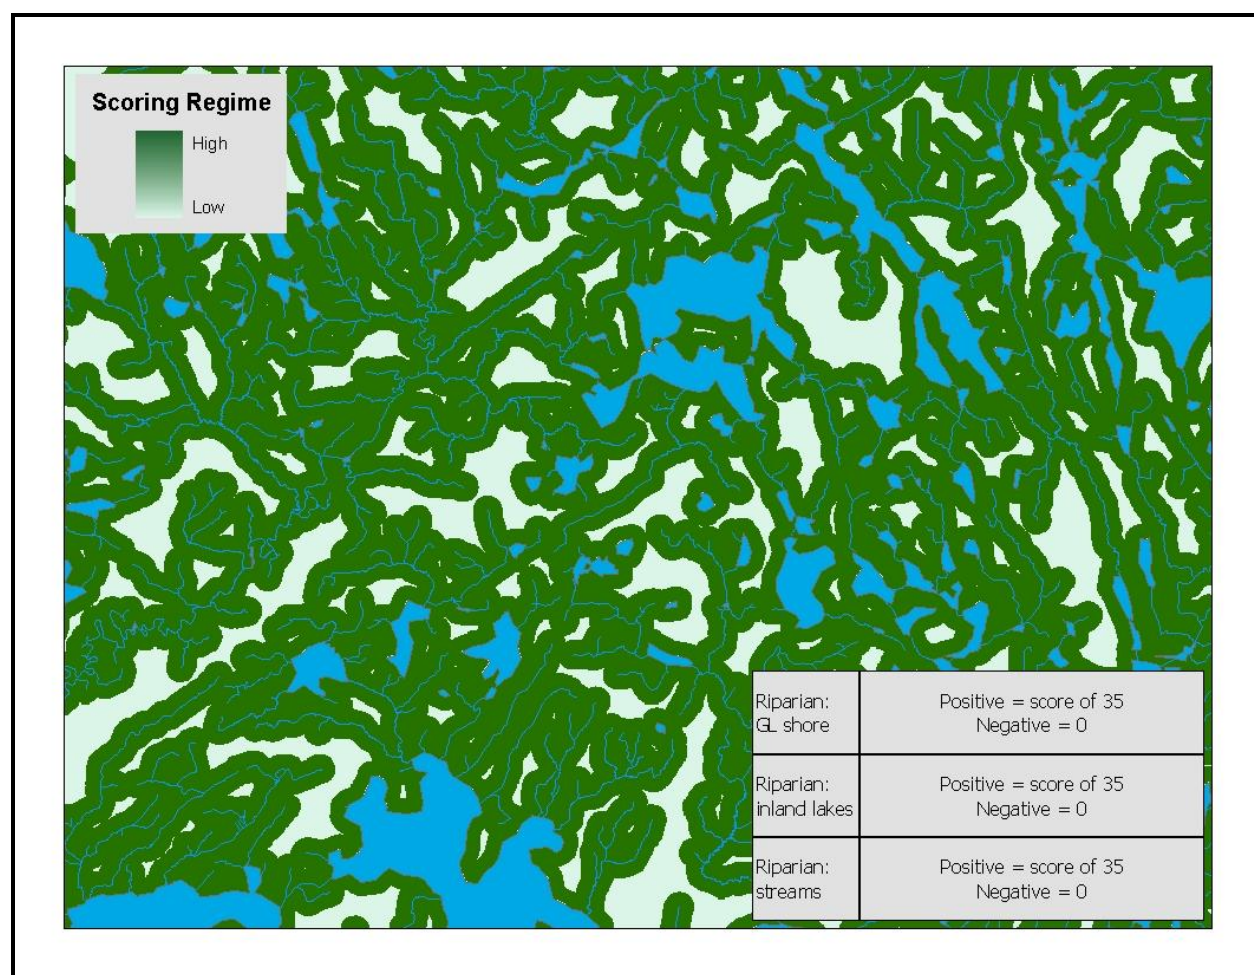 Scoring Regime
High
Low
Riparian:
GL shore
Positive = score of 35
Negative = 0
Riparian:
inland lakes
Positive = score of 35
Negative = 0
Riparian:
streams
Positive = score of 35
Negative = 0